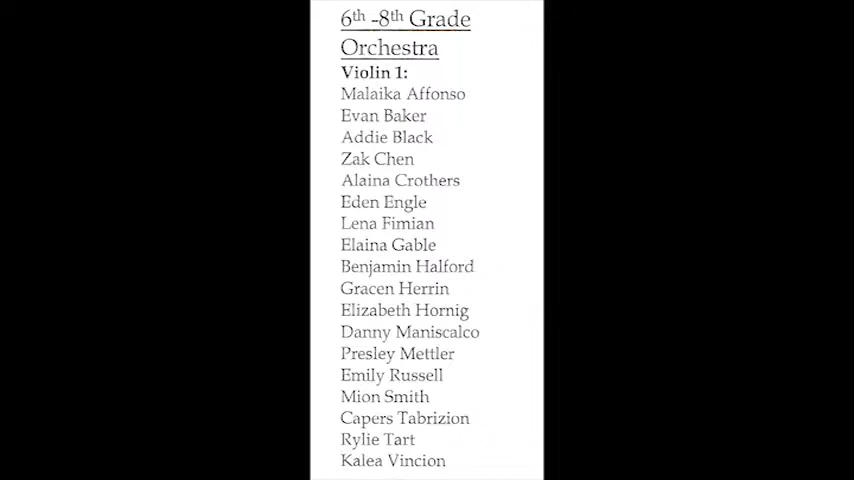 6th -8th Grade
Orchestra
Violin 1:
Malaika Affonso
Evan Baker
Addie Black
Zak Chen
Alaina Crothers
Eden Engle
Lena Fimian
Elaina Gable
Benjamin Halford
Gracen Herrin
Elizabeth Hornig
Danny Maniscalco
Presley Mettler
Emily Russell
Mion Smith
Capers Tabrizion
Rylie Tart
Kalea Vincion